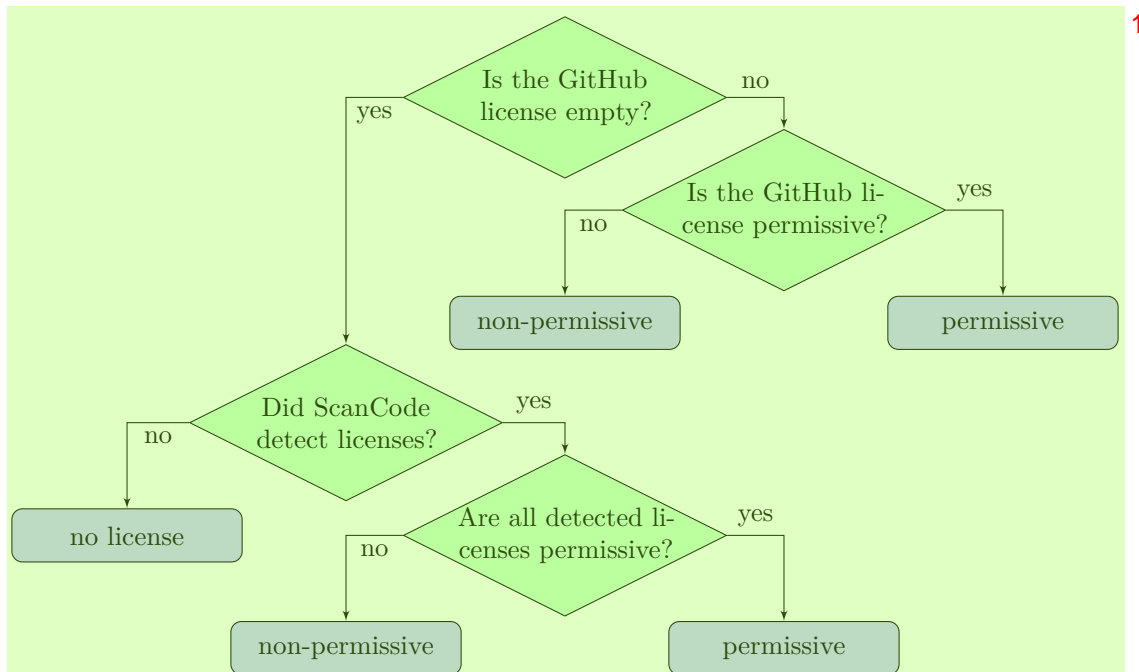 1
Is the GitHub
license empty?
yes
no
Is the GitHub li-
cense permissive?
no
yes
non-permissive
permissive
Did ScanCode
detect licenses?
no
yes
no license
Are all detected li-
censes permissive?
no
yes
non-permissive
permissive